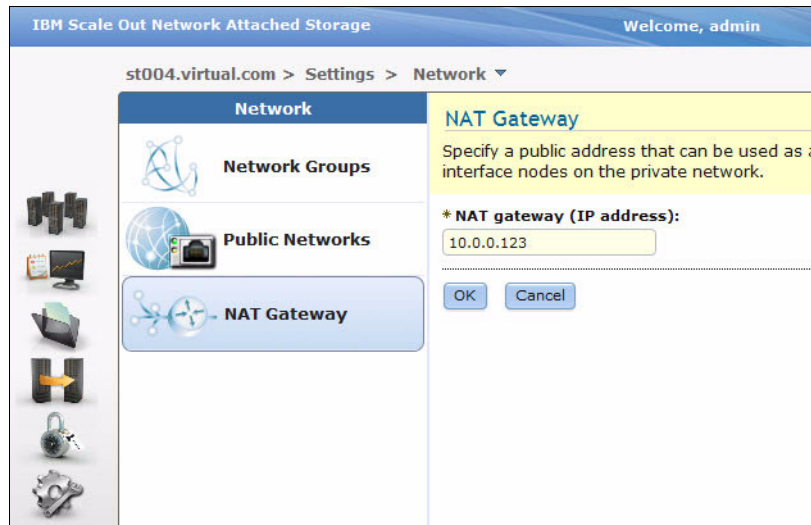 IBM Scale Out Network Attached Storage
Welcome, admin
st004.virtual.com > Settings > Network
Network
Network Groups
Public Networks
NAT Gateway
NAT Gateway
Specify a public address that can be used as
interface nodes on the private network.
* NAT gateway (IP address):
10.0.0.123
OK
Cancel